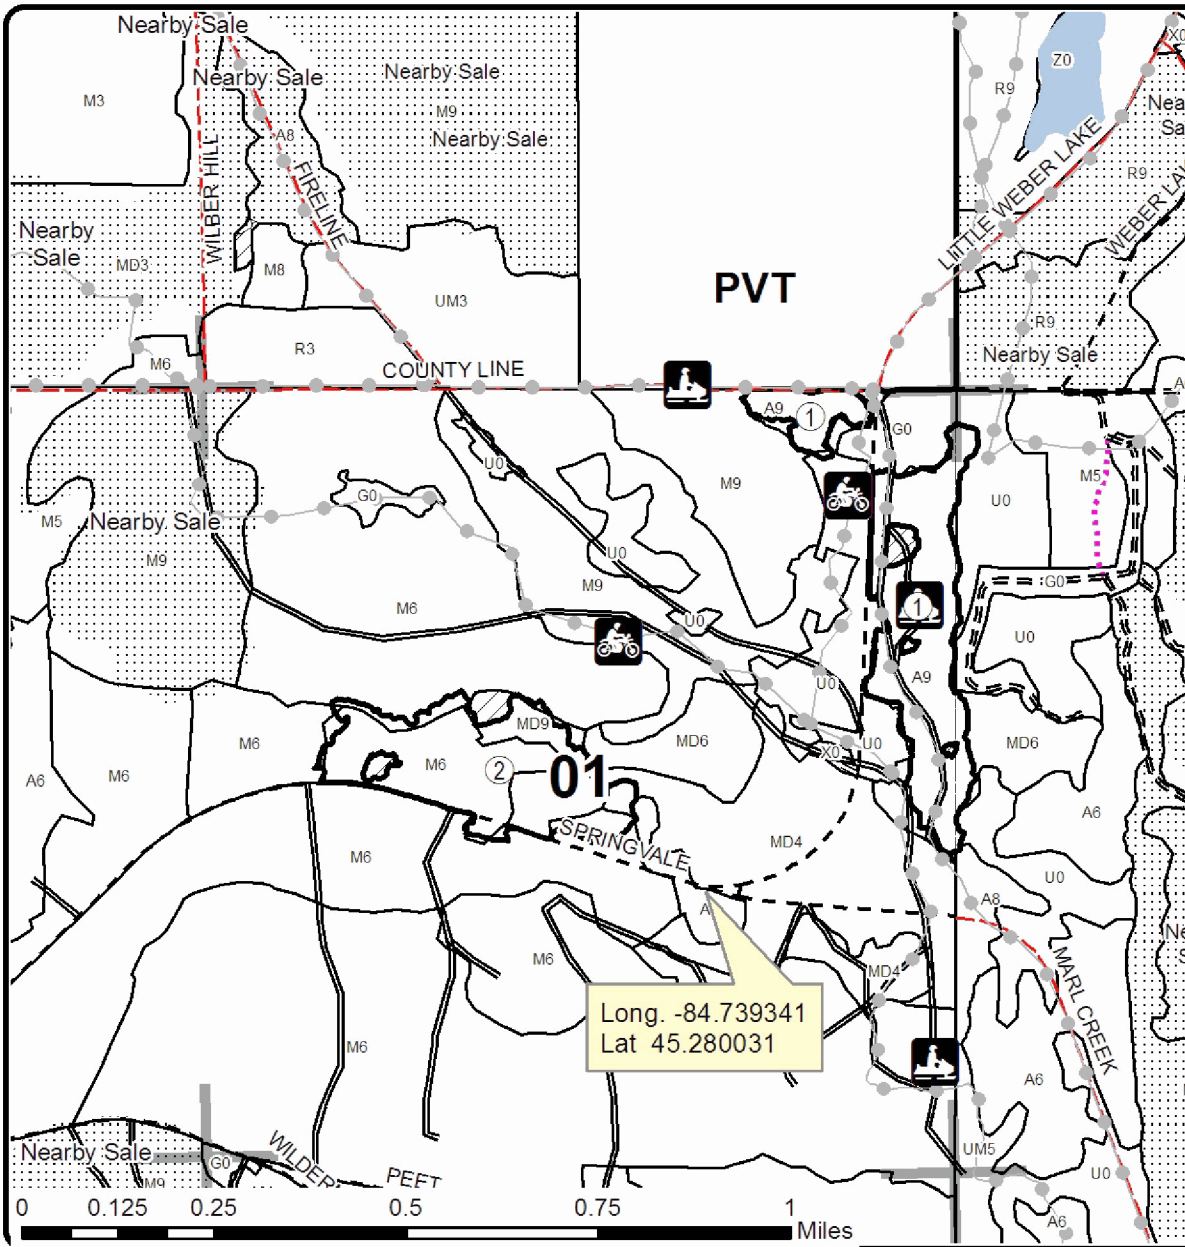 Nearby Sale
Nearby Sale
Nearby Sale
M9
Nearby Sale
M3
A8
Z0
X0
R9
R9
WILBER HILL
FIRELINE
LITTLE WEBER LAKE
WEBER LA
Nearby
Sale
MD3
M8
UM3
PVT
R9
R3
M6
COUNTY LINE
Nearby Sale
A9
1
G0
U0
M9
G0
M5
U0
M5
Nearby Sale
M9
U0
M9
G0
M6
1
U0
U0
A9
U0
M6
MD9
MD6
U0
X0
MD6
M6
A6
M6
2
01
A6
SPRINGVALE
MD4
M6
U0
A8
M6
MD4
MARL CREEK
Long. -84.739341
Lat 45.280031
M6
A6
UM5
U0
Nearby Sale
G0
WILDER
PEET
M9
A6
0 0.125 0.25 0.5 0.75 1
Miles